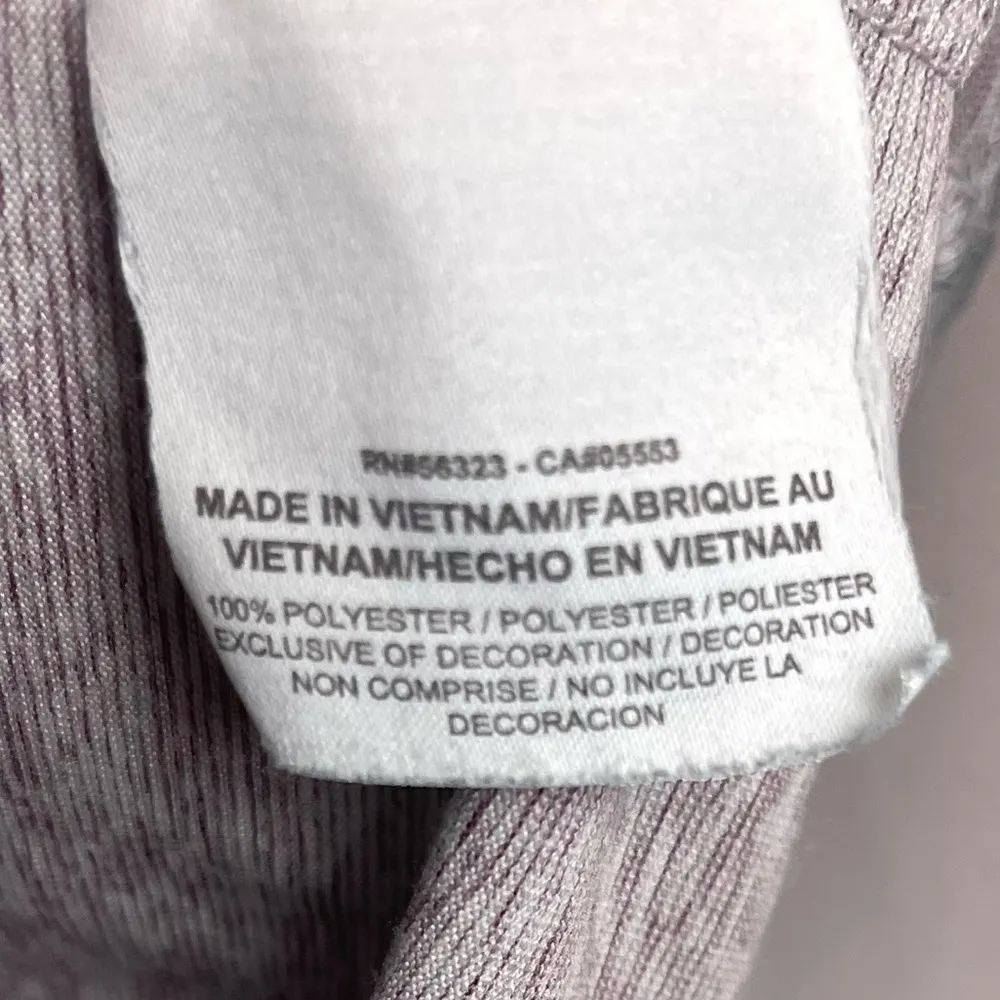 RN#56323 - CA#05553
MADE IN VIETNAM/FABRIQUE AU
VIETNAM/HECHO EN VIETNAM
100% POLYESTER / POLYESTER / POLIESTER
EXCLUSIVE OF DECORATION / DECORATION
NON COMPRISE / NO INCLUYE LA
DECORACION